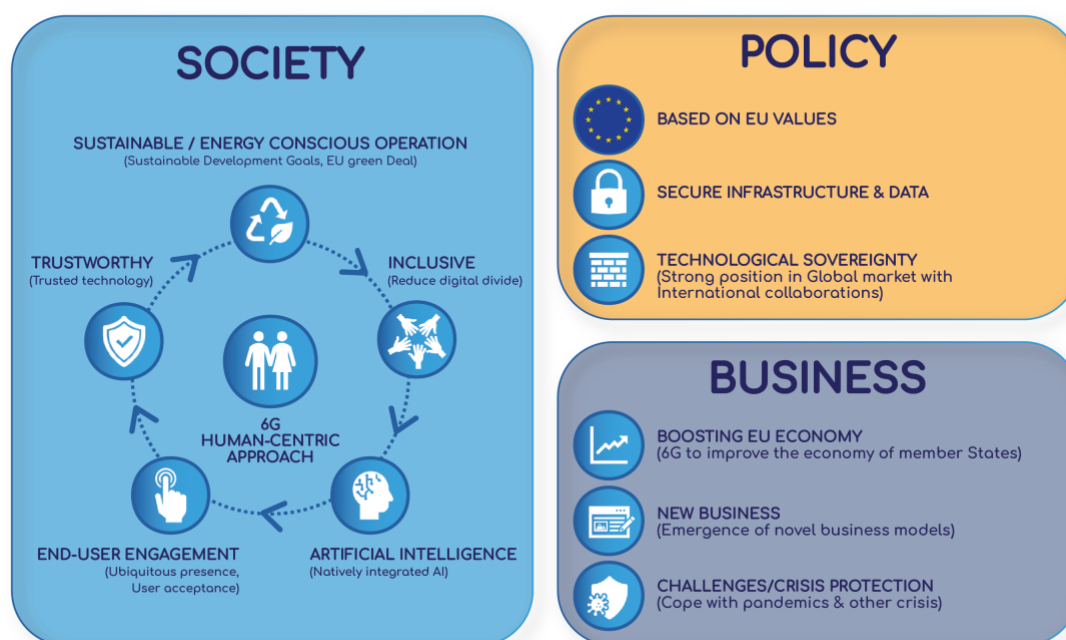 SOCIETY
SUSTAINABLE / ENERGY CONSCIOUS OPERATION
(Sustainable Development Goals, EU green Deal)
TRUSTWORTHY
(Trusted technology)
INCLUSIVE
(Reduce digital divide)
6G
HUMAN-CENTRIC
APPROACH
END-USER ENGAGEMENT
(Ubiquitous presence,
User acceptance)
ARTIFICIAL INTELLIGENCE
(Natively integrated AI)
POLICY
BASED ON EU VALUES
SECURE INFRASTRUCTURE & DATA
TECHNOLOGICAL SOVEREIGNTY
(Strong position in Global market with
International collaborations)
BUSINESS
BOOSTING EU ECONOMY
(6G to improve the economy of member States)
NEW BUSINESS
(Emergence of novel business models)
CHALLENGES/CRISIS PROTECTION
(Cope with pandemics & other crisis)